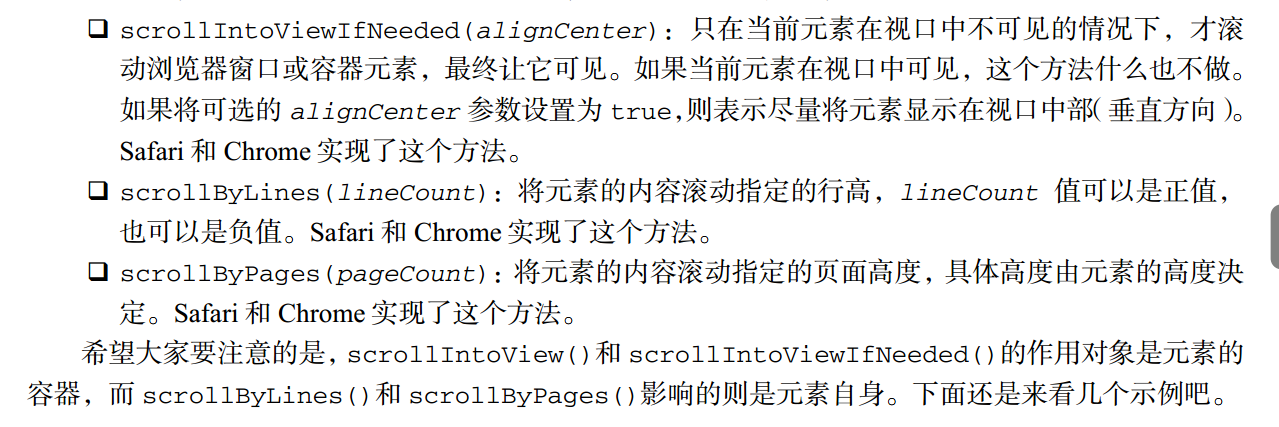 ❑ scrollIntoViewIfNeeded(alignCenter)：只在当前元素在视口中不可见的情况下，才滚
动浏览器窗口或容器元素，最终让它可见。如果当前元素在视口中可见，这个方法什么也不做。
如果将可选的 alignCenter 参数设置为 true，则表示尽量将元素显示在视口中部（垂直方向）。
Safari 和 Chrome 实现了这个方法。
❑ scrollByLines(lineCount)：将元素的内容滚动指定的行高，lineCount 值可以是正值，
也可以是负值。Safari 和 Chrome 实现了这个方法。
❑ scrollByPages(pageCount)：将元素的内容滚动指定的页面高度，具体高度由元素的高度决
定。Safari 和 Chrome 实现了这个方法。
希望大家要注意的是，scrollIntoView()和 scrollIntoViewIfNeeded()的作用对象是元素的
容器，而 scrollByLines()和 scrollByPages()影响的则是元素自身。下面还是来看几个示例吧。